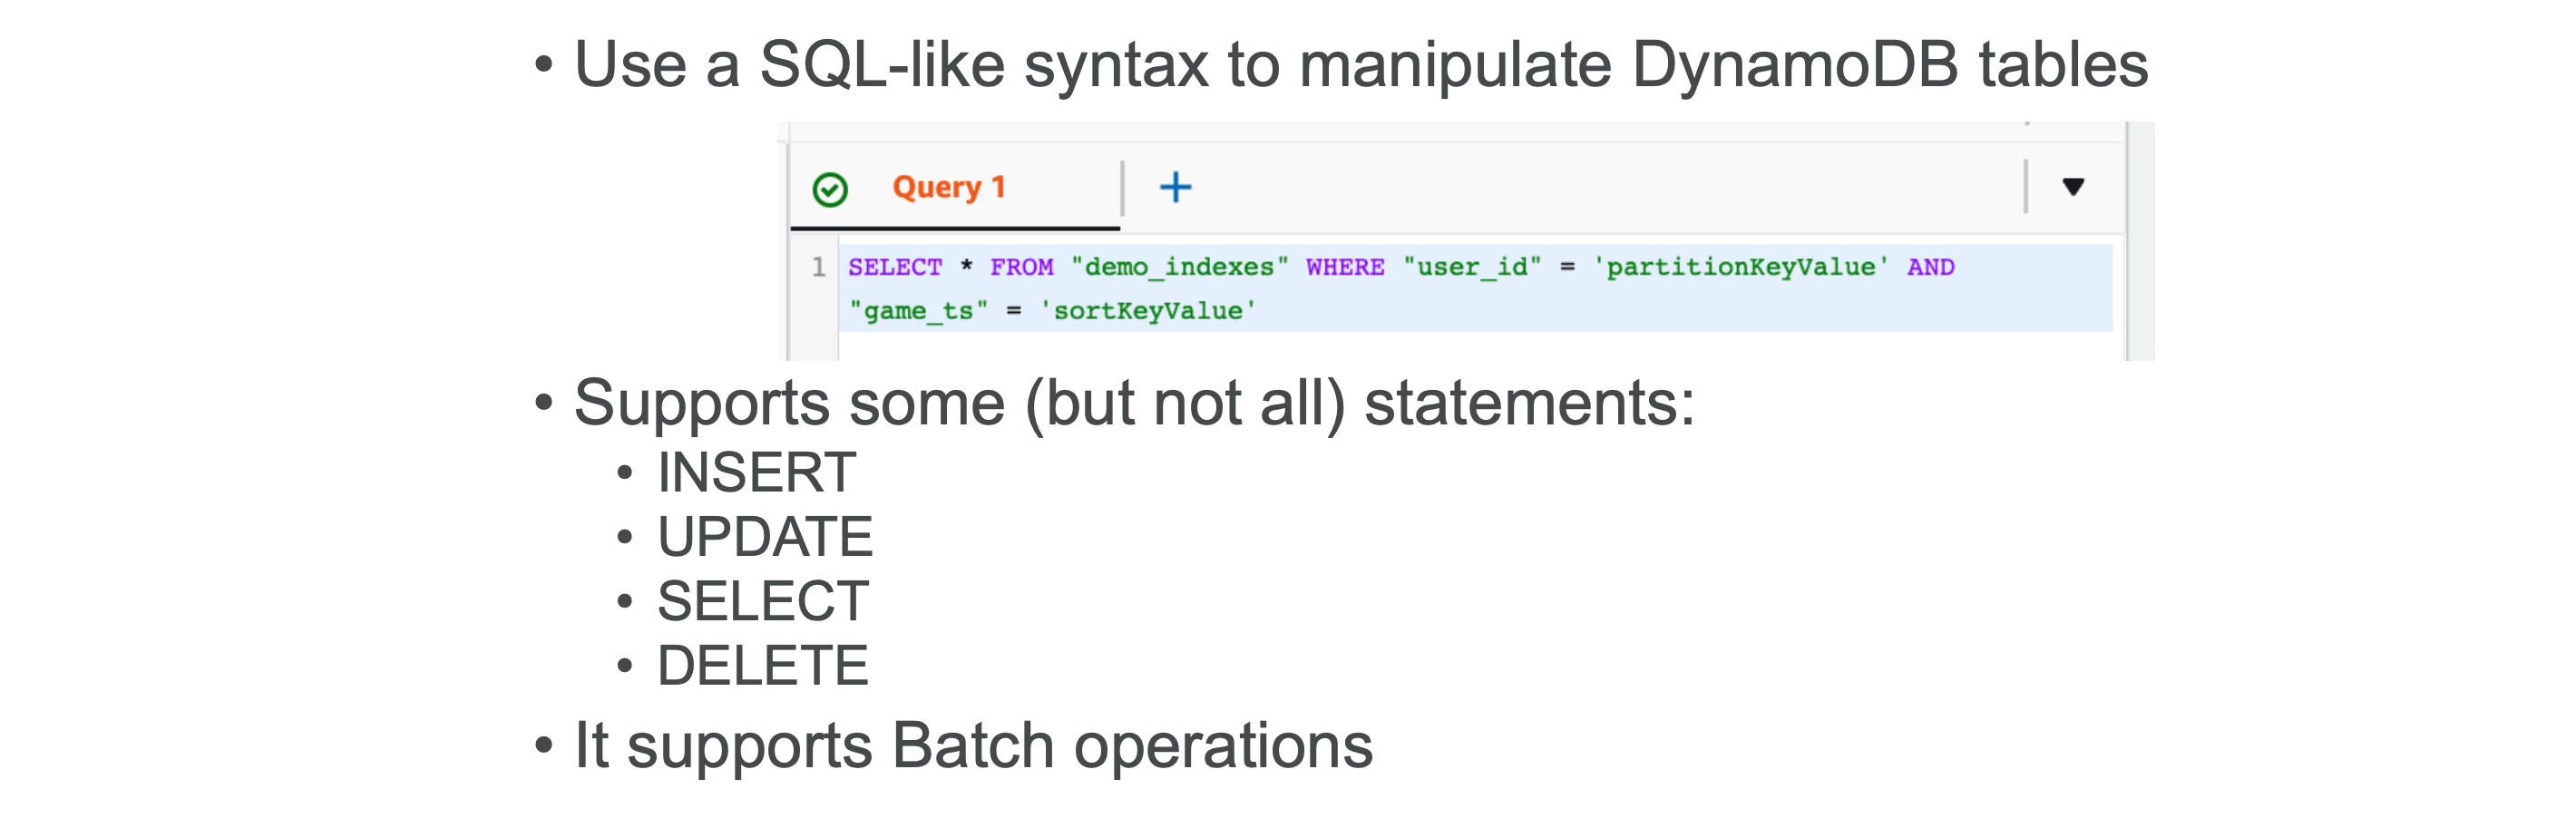 • Use a SQL-like syntax to manipulate DynamoDB tables
Query 1
1 SELECT * FROM "demo_indexes" WHERE "user_id" = 'partitionKeyValue' AND
"game_ts" = 'sortKeyValue'
• Supports some (but not all) statements:
• INSERT
• UPDATE
• SELECT
• DELETE
• It supports Batch operations